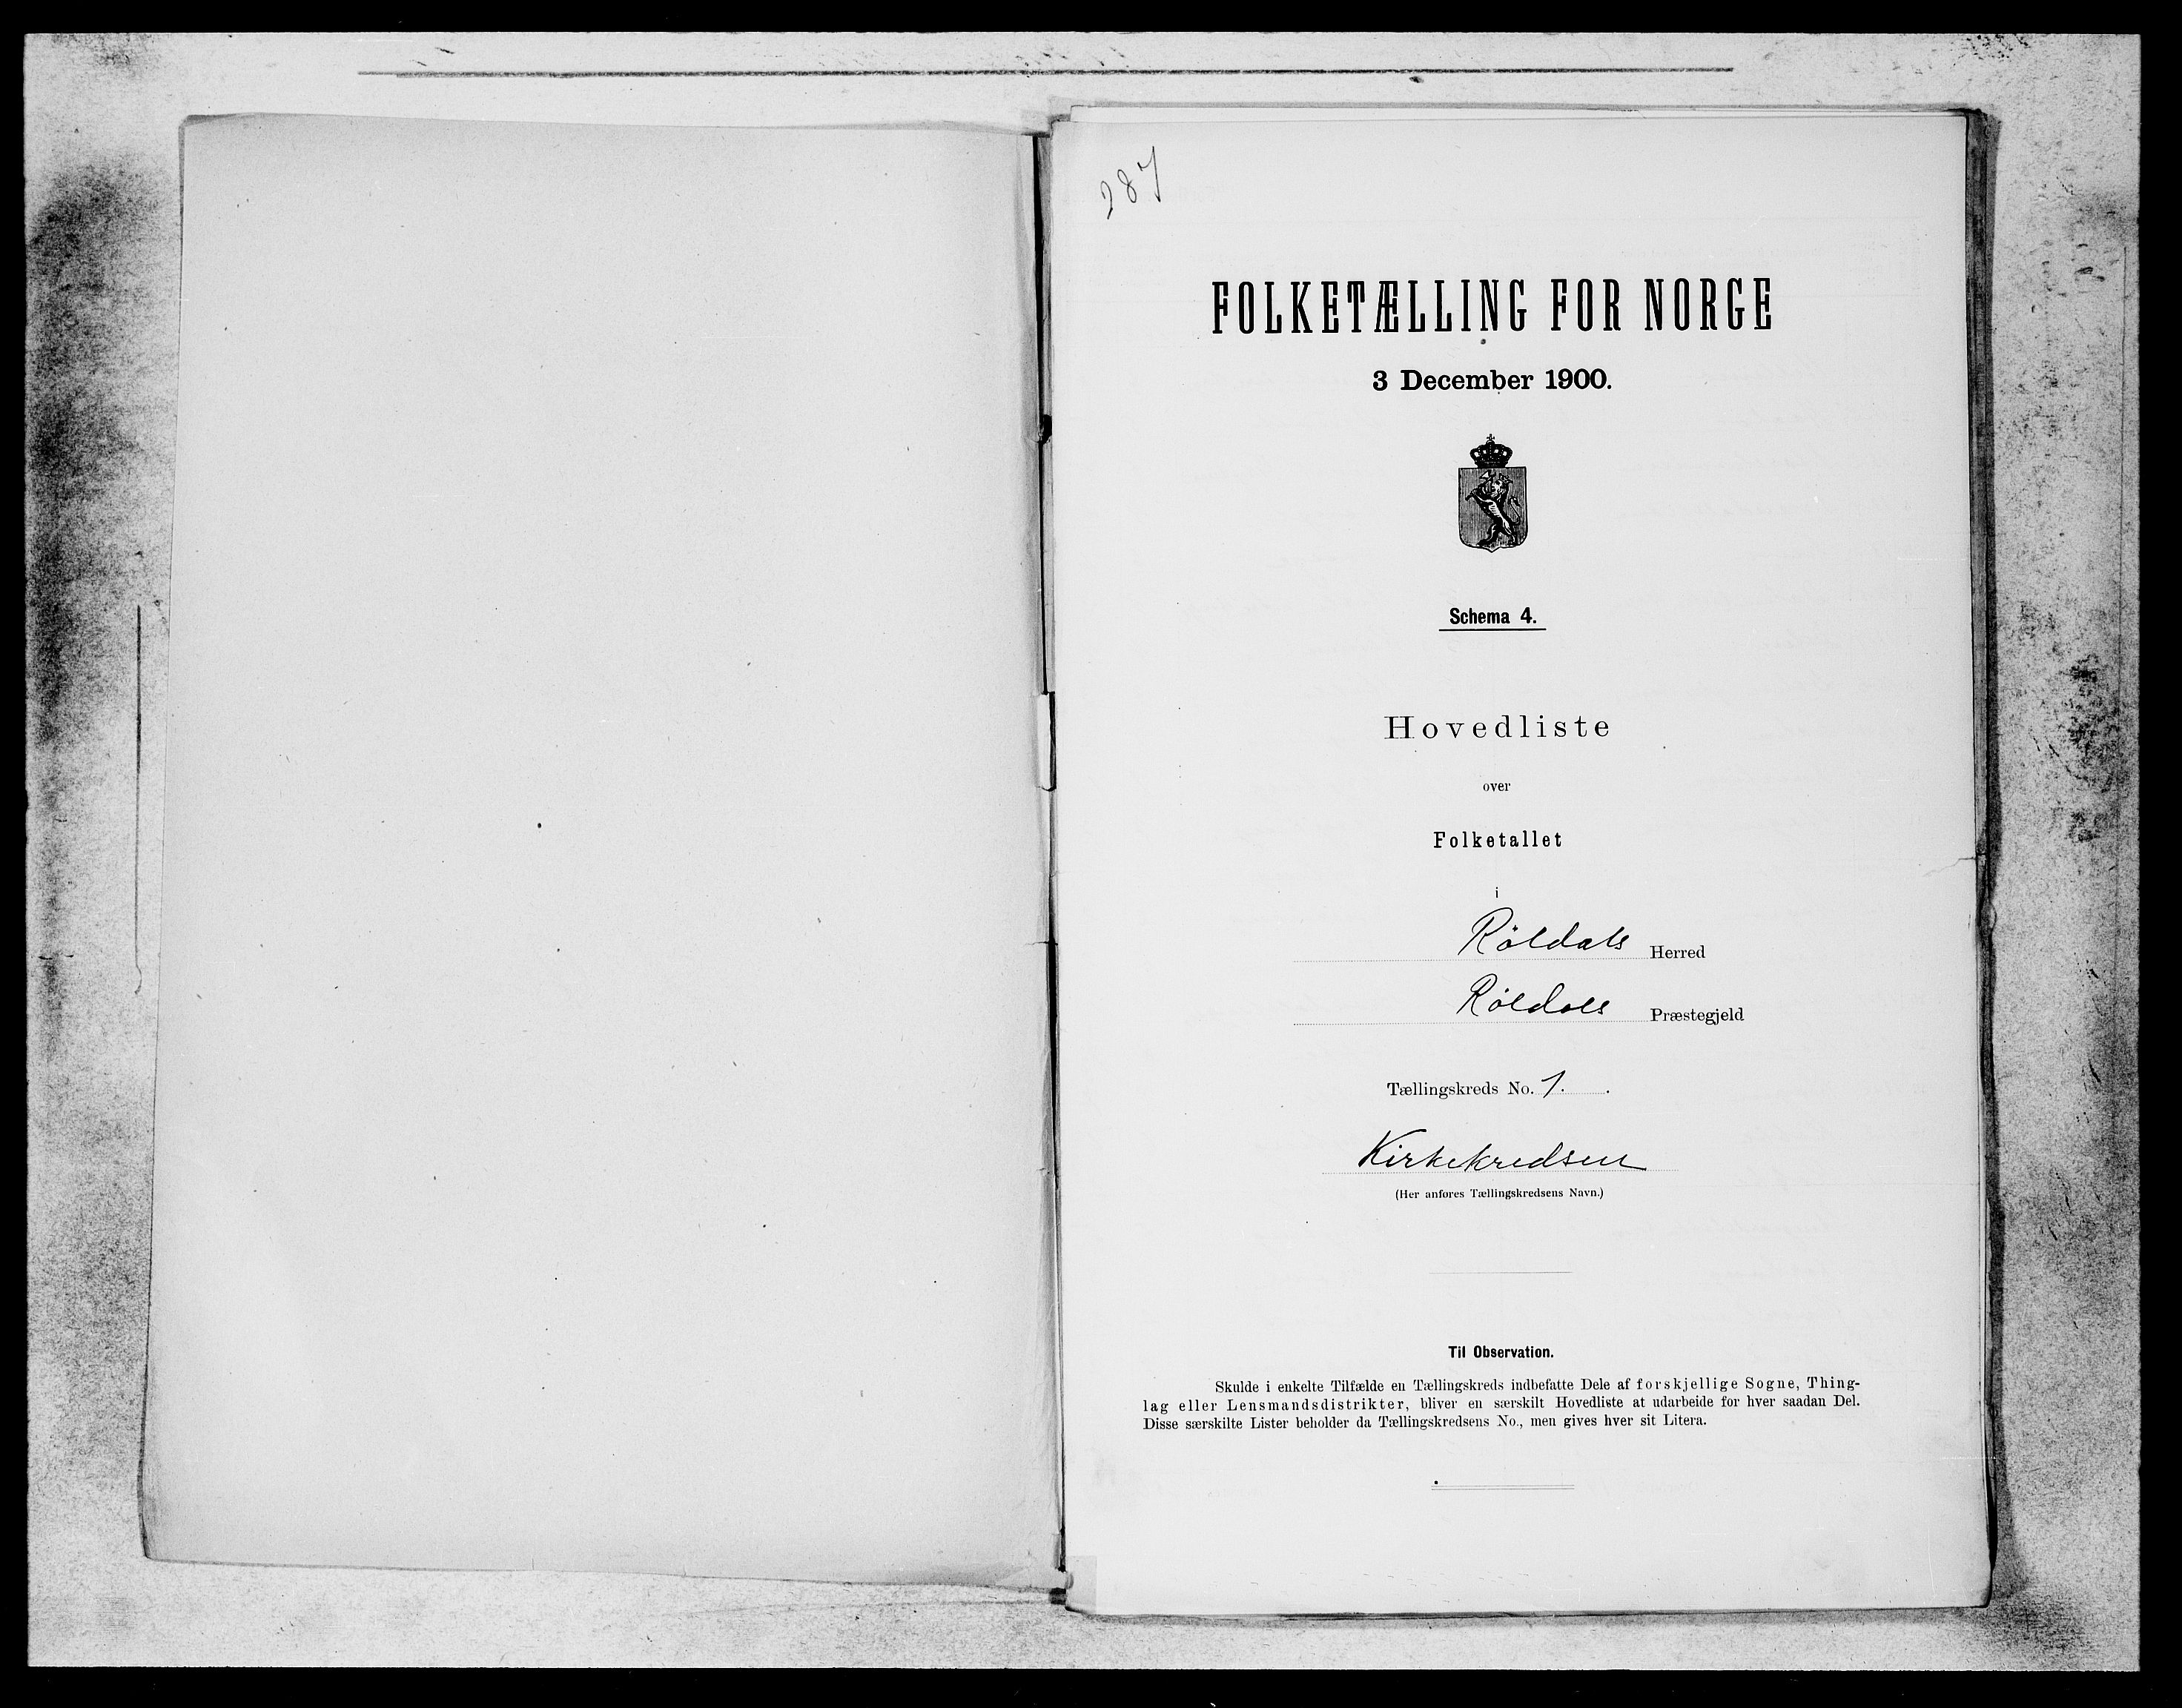 287
FOLKETÆLLING FOR NORGE
3 December 1900.
Schema 4.
Hovedliste
over
Folketallet
i
Røldals Herred
Røldals Præstegjeld
Tællingskreds No. 1.
Kirkekredsen
(Her anføres Tællingskredsens Navn.)
Til Observation.
Skulde i enkelte Tilfælde en Tællingskreds indbefatte Dele af forskjellige Sogne, Thing-
lag eller Lensmandsdistrikter, bliver en særskilt Hovedliste at udarbeide for hver saadan Del.
Disse særskilte Lister beholder da Tællingskredsens No., men gives hver sit Litera.